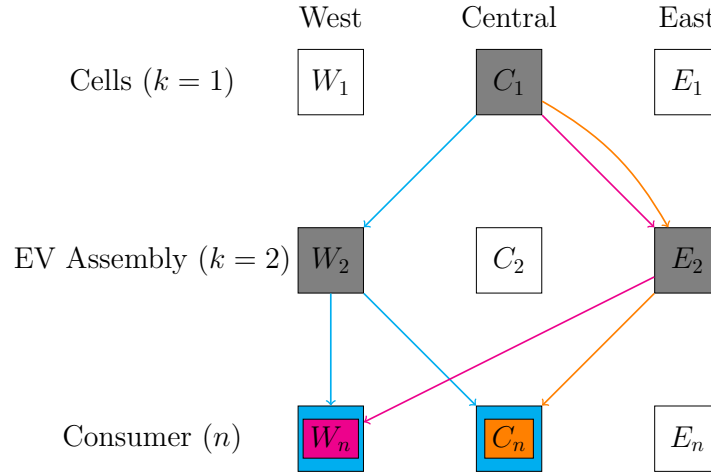 West Central East
Cells (k = 1) W₁ C₁ E₁
EV Assembly (k = 2) W₂ C₂ E₂
Consumer (n) Wₙ Cₙ Eₙ